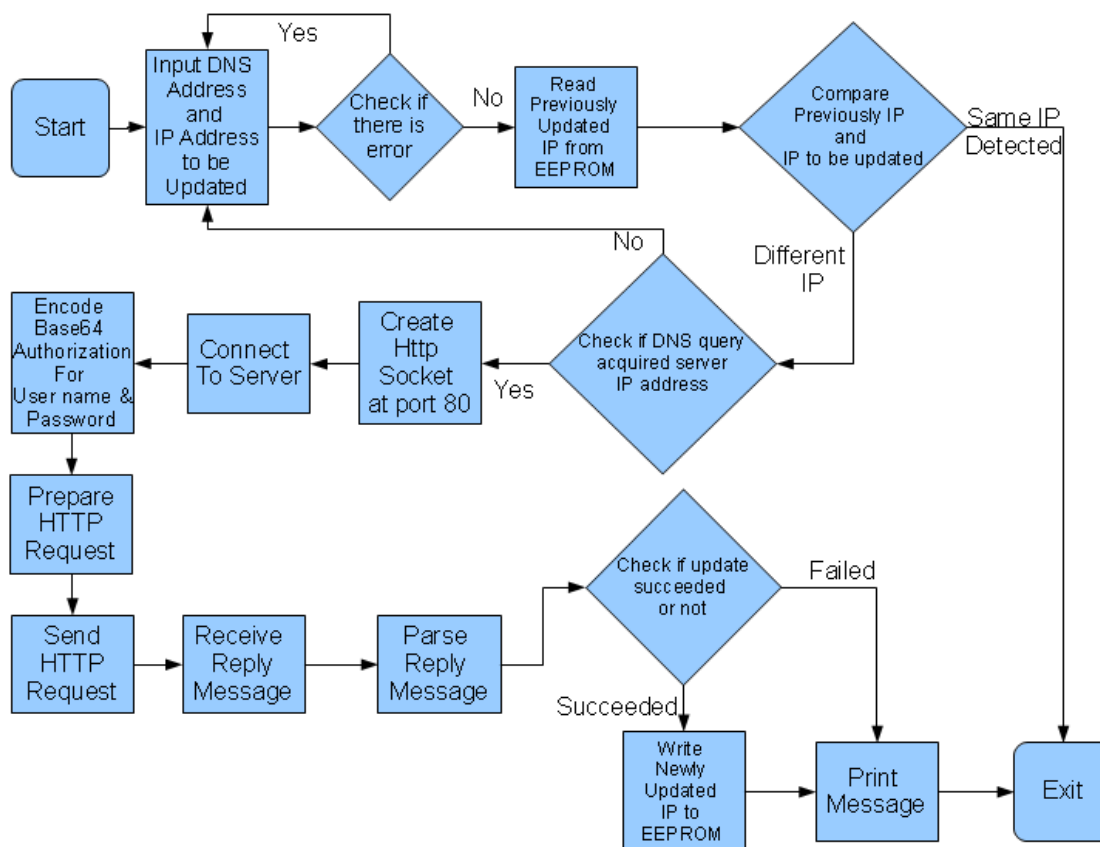 Start
Input DNS
Address
and
IP Address
to be
Updated
Yes
Check if
there is
error
No
Read
Previously
Updated
IP from
EEPROM
Compare
Previously IP
and
IP to be updated
Same IP
Detected
Different
IP
No
Check if DNS query
acquired server
IP address
Yes
Create
Http
Socket
at port 80
Connect
To Server
Encode
Base64
Authorization
For
User name &
Password
Prepare
HTTP
Request
Send
HTTP
Request
Receive
Reply
Message
Parse
Reply
Message
Check if update
succeeded
or not
Failed
Succeeded
Write
Newly
Updated
IP to
EEPROM
Print
Message
Exit